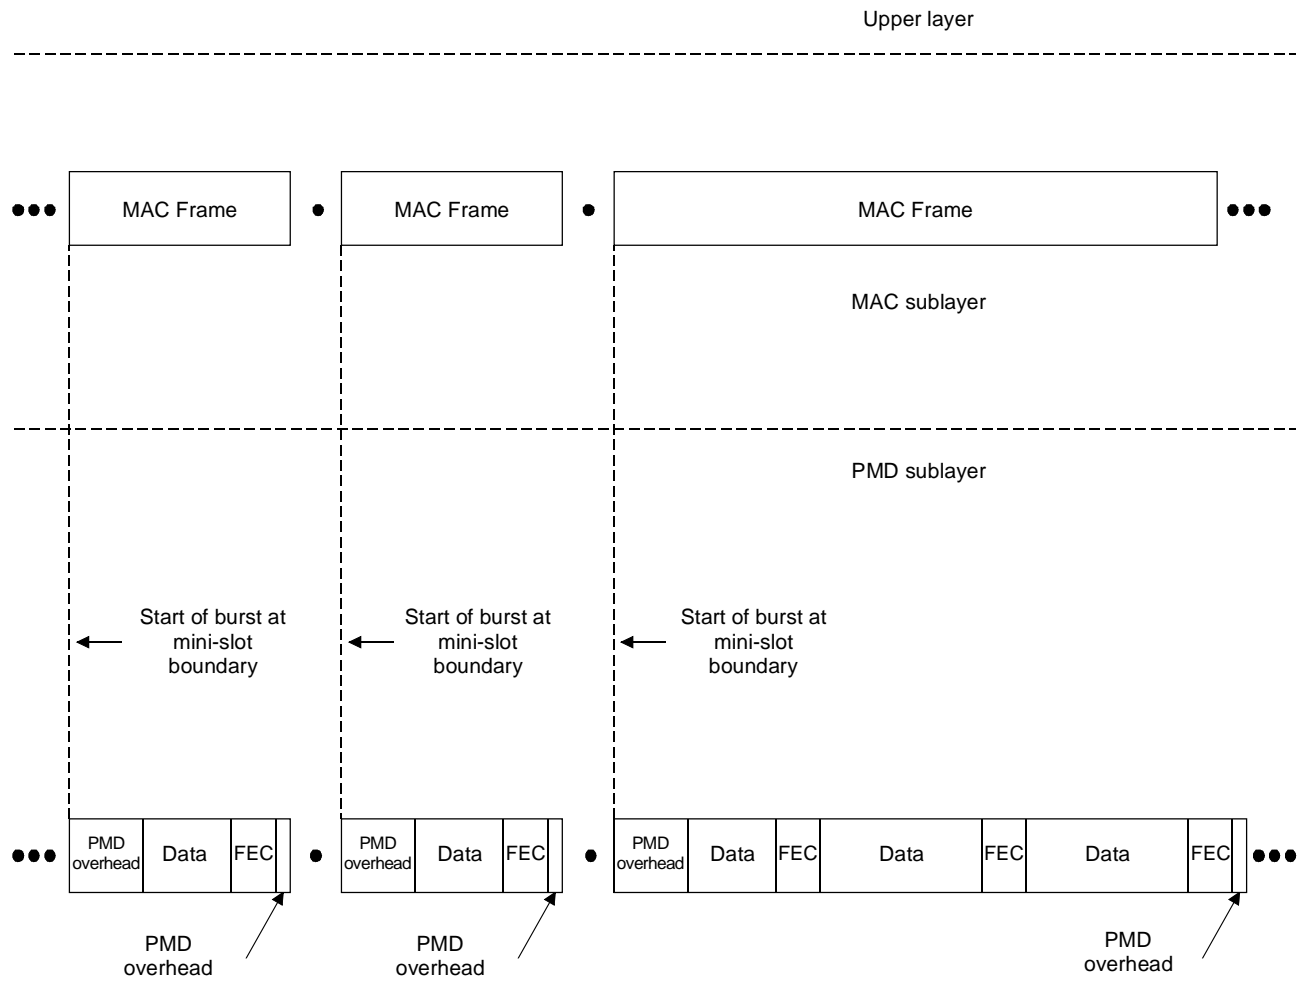 Upper layer
MAC Frame
MAC Frame
MAC Frame
MAC sublayer
PMD sublayer
Start of burst at
mini-slot
boundary
Start of burst at
mini-slot
boundary
Start of burst at
mini-slot
boundary
PMD
overhead
Data
FEC
PMD
overhead
Data
FEC
PMD
overhead
Data
FEC
Data
FEC
Data
FEC
PMD
overhead
PMD
overhead
PMD
overhead